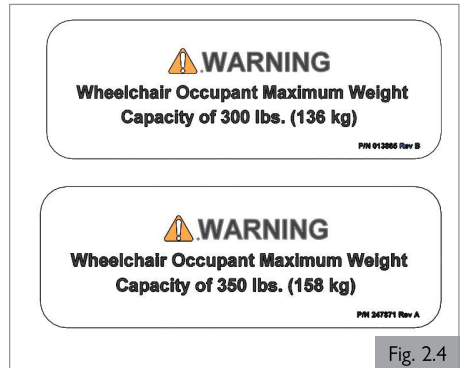 WARNING
Wheelchair Occupant Maximum Weight
Capacity of 300 lbs. (136 kg)
P/N 013865 Rev B
WARNING
Wheelchair Occupant Maximum Weight
Capacity of 350 lbs. (158 kg)
P/N 247871 Rev A
Fig. 2.4